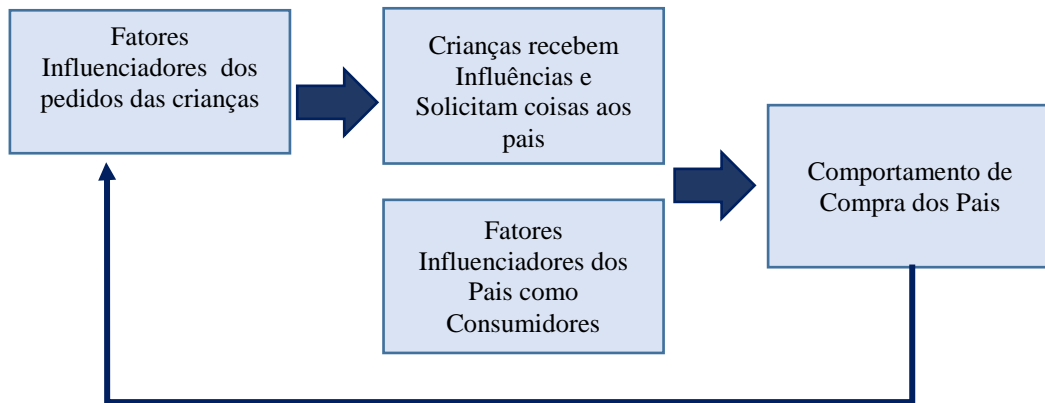 Fatores
Influenciadores  dos
pedidos das crianças
Crianças recebem
Influências e
Solicitam coisas aos
pais
Fatores
Influenciadores dos
Pais como
Consumidores
Comportamento de
Compra dos Pais